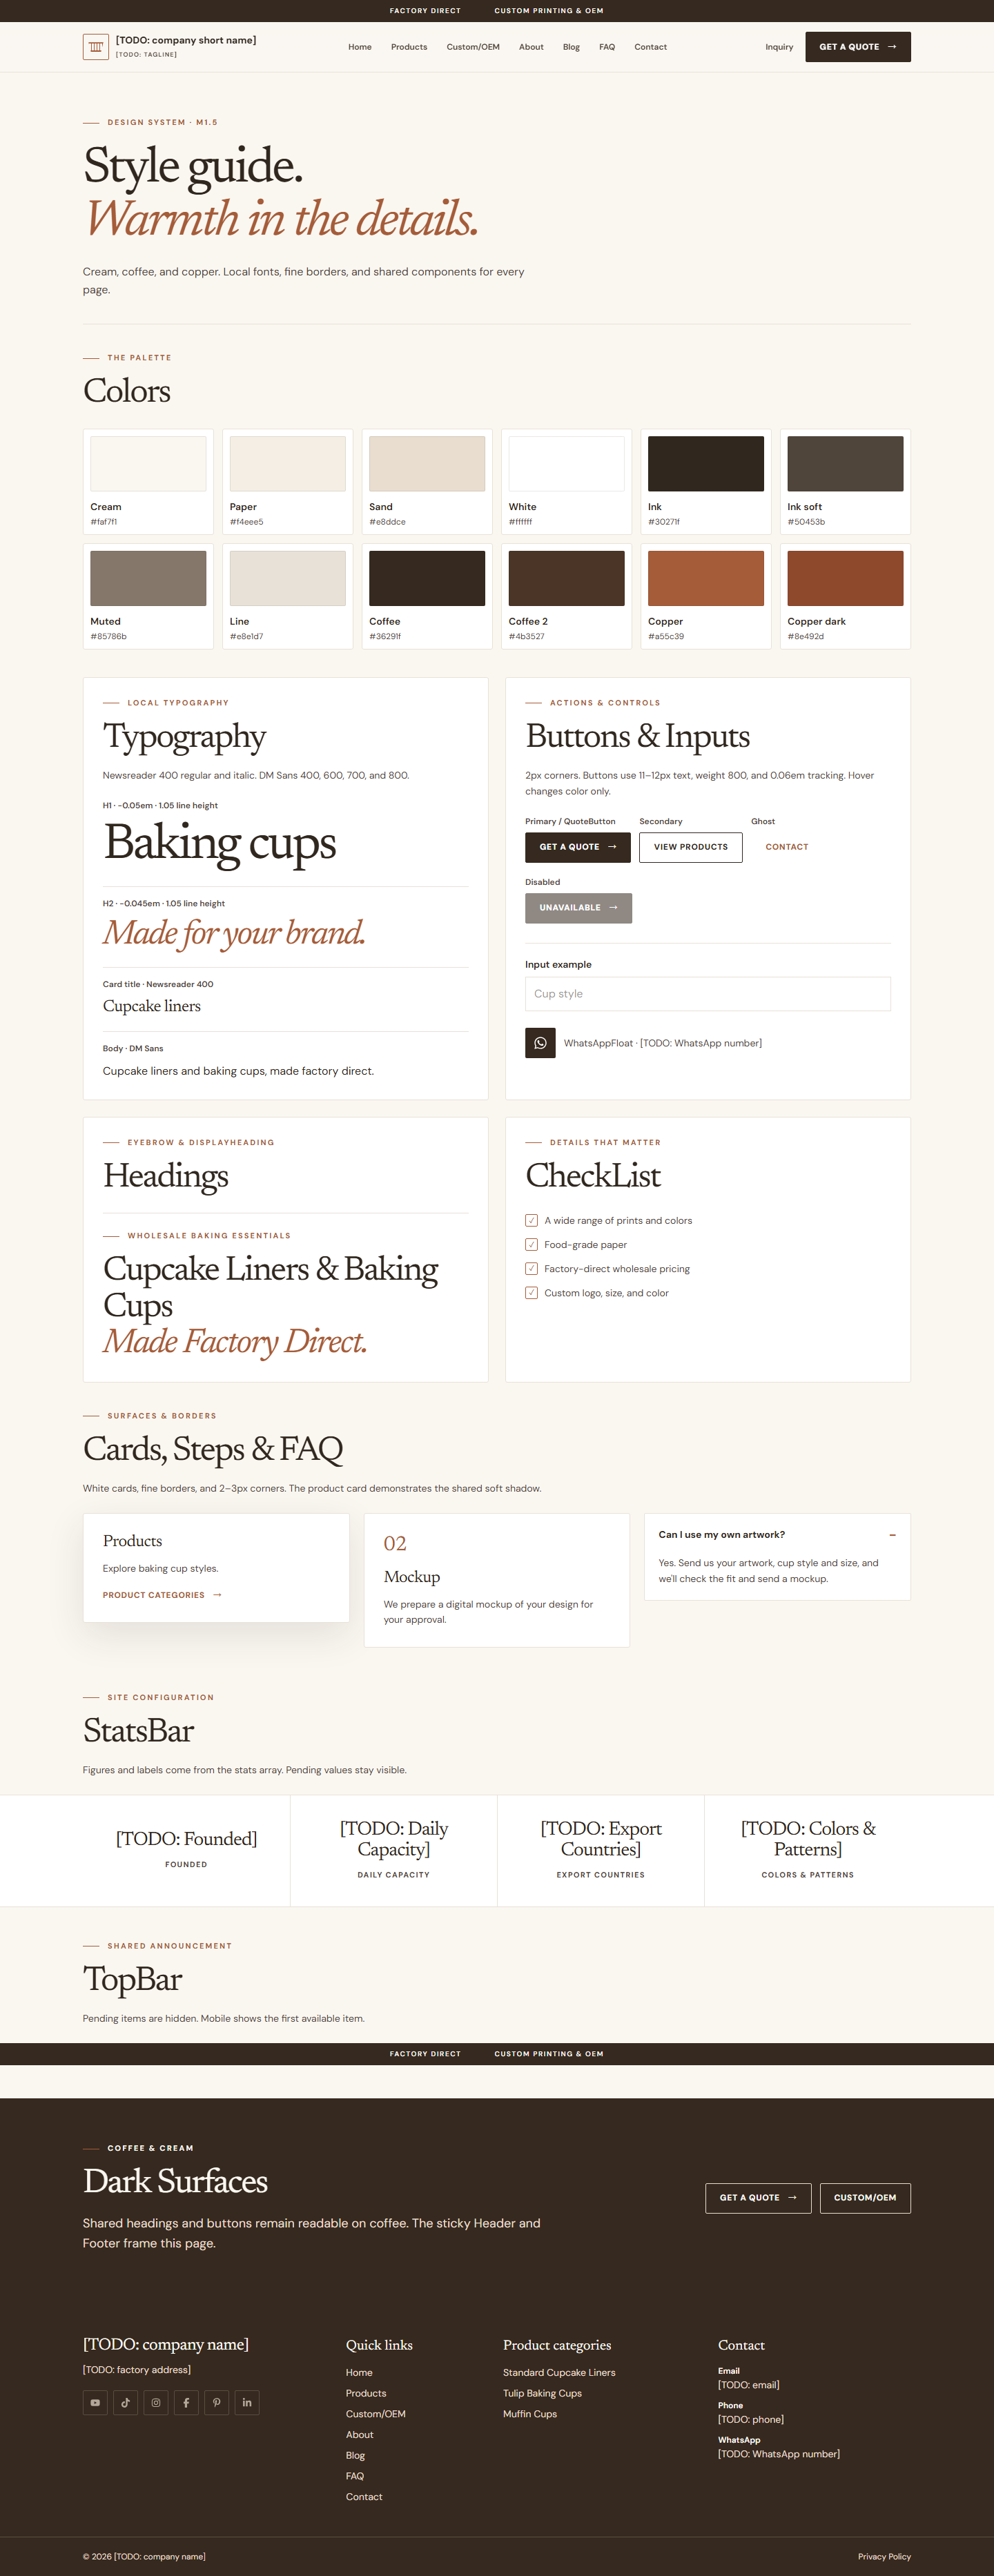 FACTORY DIRECT CUSTOM PRINTING & OEM
[TODO: company short name]
[TODO: TAGLINE]
Home Products Custom/OEM About Blog FAQ Contact
Inquiry GET A QUOTE →
DESIGN SYSTEM · M1.5
Style guide.
Warmth in the details.
Cream, coffee, and copper. Local fonts, fine borders, and shared components for every
page.
THE PALETTE
Colors
Cream
#faf7f1
Paper
#f4eee5
Sand
#e8ddce
White
#ffffff
Ink
#30271f
Ink soft
#50453b
Muted
#85786b
Line
#e8e1d7
Coffee
#36291f
Coffee 2
#4b3527
Copper
#a55c39
Copper dark
#8e492d
LOCAL TYPOGRAPHY
Typography
Newsreader 400 regular and italic. DM Sans 400, 600, 700, and 800.
H1 · -0.05em · 1.05 line height
Baking cups
H2 · -0.045em · 1.05 line height
Made for your brand.
Card title · Newsreader 400
Cupcake liners
Body · DM Sans
Cupcake liners and baking cups, made factory direct.
ACTIONS & CONTROLS
Buttons & Inputs
2px corners. Buttons use 11–12px text, weight 800, and 0.06em tracking. Hover
changes color only.
Primary / QuoteButton Secondary Ghost
GET A QUOTE → VIEW PRODUCTS CONTACT
Disabled
UNAVAILABLE →
Input example
Cup style
WhatsAppFloat · [TODO: WhatsApp number]
EYEBROW & DISPLAYHEADING
Headings
WHOLESALE BAKING ESSENTIALS
Cupcake Liners & Baking
Cups
Made Factory Direct.
DETAILS THAT MATTER
CheckList
✓ A wide range of prints and colors
✓ Food-grade paper
✓ Factory-direct wholesale pricing
✓ Custom logo, size, and color
SURFACES & BORDERS
Cards, Steps & FAQ
White cards, fine borders, and 2–3px corners. The product card demonstrates the shared soft shadow.
Products
Explore baking cup styles.
PRODUCT CATEGORIES →
02
Mockup
We prepare a digital mockup of your design for
your approval.
Can I use my own artwork? –
Yes. Send us your artwork, cup style and size, and
we'll check the fit and send a mockup.
SITE CONFIGURATION
StatsBar
Figures and labels come from the stats array. Pending values stay visible.
[TODO: Founded]
FOUNDED
[TODO: Daily
Capacity]
DAILY CAPACITY
[TODO: Export
Countries]
EXPORT COUNTRIES
[TODO: Colors &
Patterns]
COLORS & PATTERNS
SHARED ANNOUNCEMENT
TopBar
Pending items are hidden. Mobile shows the first available item.
FACTORY DIRECT CUSTOM PRINTING & OEM
COFFEE & CREAM
Dark Surfaces
Shared headings and buttons remain readable on coffee. The sticky Header and
Footer frame this page.
GET A QUOTE → CUSTOM/OEM
[TODO: company name]
[TODO: factory address]
Quick links
Home
Products
Custom/OEM
About
Blog
FAQ
Contact
Product categories
Standard Cupcake Liners
Tulip Baking Cups
Muffin Cups
Contact
Email
[TODO: email]
Phone
[TODO: phone]
WhatsApp
[TODO: WhatsApp number]
© 2026 [TODO: company name]
Privacy Policy